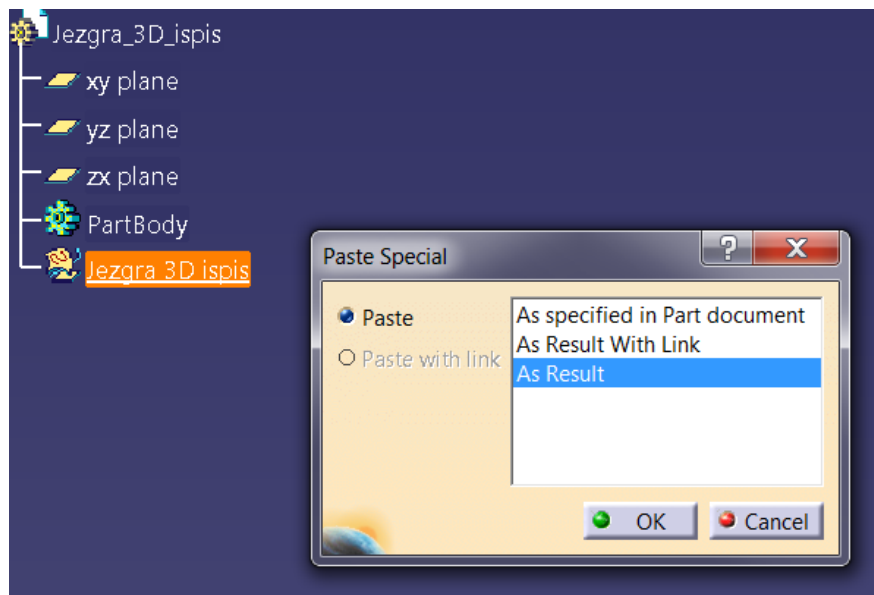 Jezgra_3D_ispis
xy plane
yz plane
zx plane
PartBody
Jezgra 3D ispis
Paste Special
?
X
Paste
Paste with link
As specified in Part document
As Result With Link
As Result
OK
Cancel